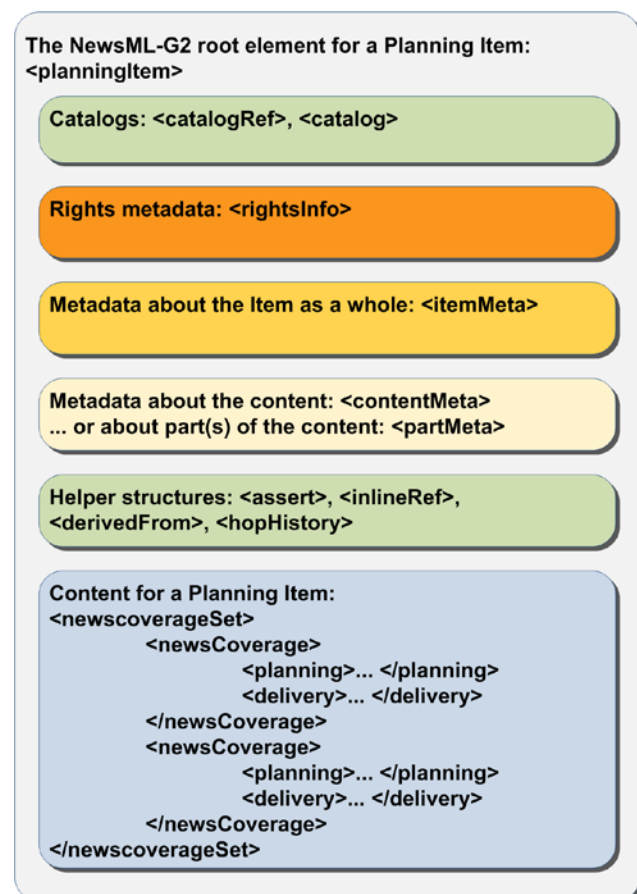 The NewsML-G2 root element for a Planning Item:
<planningItem>
Catalogs: <catalogRef>, <catalog>
Rights metadata: <rightsInfo>
Metadata about the Item as a whole: <itemMeta>
Metadata about the content: <contentMeta>
... or about part(s) of the content: <partMeta>
Helper structures: <assert>, <inlineRef>,
<derivedFrom>, <hopHistory>
Content for a Planning Item:
<newscoverageSet>
<newsCoverage>
<planning>... </planning>
<delivery>... </delivery>
</newsCoverage>
<newsCoverage>
<planning>... </planning>
<delivery>... </delivery>
</newsCoverage>
</newscoverageSet>